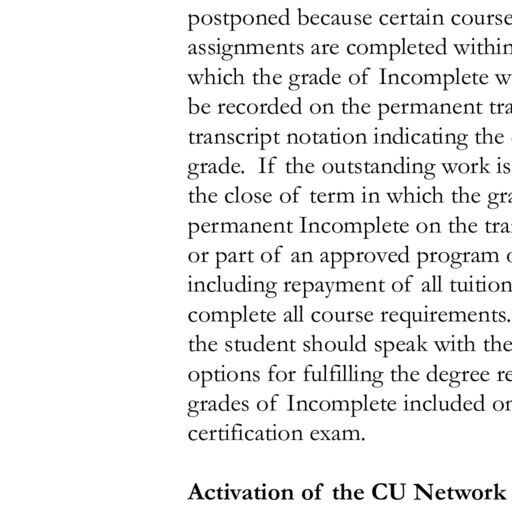 postponed because certain course
assignments are completed within
which the grade of Incomplete w
be recorded on the permanent tra
transcript notation indicating the
grade. If the outstanding work is
the close of term in which the gra
permanent Incomplete on the tra
or part of an approved program o
including repayment of all tuition
complete all course requirements.
the student should speak with the
options for fulfilling the degree re
grades of Incomplete included on
certification exam.
Activation of the CU Network